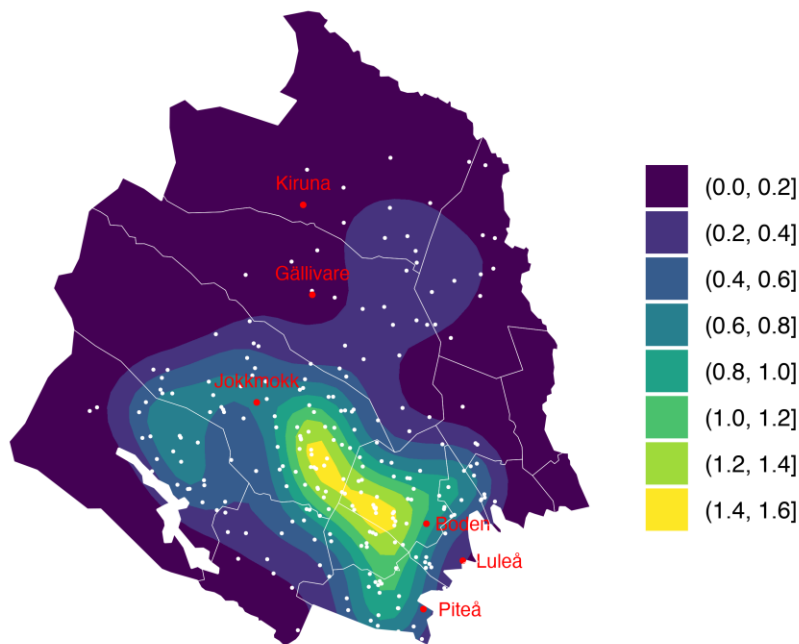 Kiruna
Gällivare
Jokkmokk
Boden
Luleå
Piteå
(0.0, 0.2]
(0.2, 0.4]
(0.4, 0.6]
(0.6, 0.8]
(0.8, 1.0]
(1.0, 1.2]
(1.2, 1.4]
(1.4, 1.6]